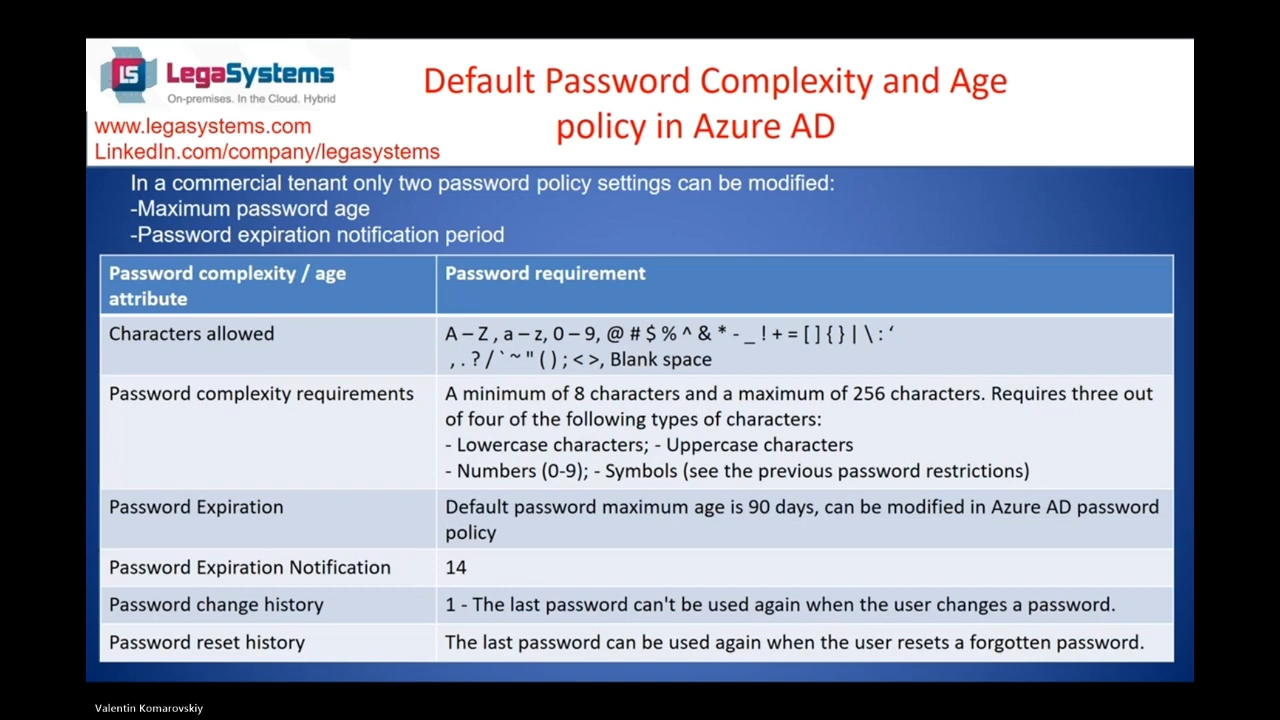 LS LegaSystems
On-premises. In the Cloud. Hybrid
www.legasystems.com
LinkedIn.com/company/legasystems
Default Password Complexity and Age
policy in Azure AD
In a commercial tenant only two password policy settings can be modified:
-Maximum password age
-Password expiration notification period
Password complexity / age
attribute
Password requirement
Characters allowed
A – Z , a – z, 0 – 9, @ # $ % ^ & * - _ ! + = [ ] { } | \ : ‘
, . ? / ` ~ " ( ) ; < >, Blank space
Password complexity requirements
A minimum of 8 characters and a maximum of 256 characters. Requires three out
of four of the following types of characters:
- Lowercase characters; - Uppercase characters
- Numbers (0-9); - Symbols (see the previous password restrictions)
Password Expiration
Default password maximum age is 90 days, can be modified in Azure AD password
policy
Password Expiration Notification
14
Password change history
1 - The last password can't be used again when the user changes a password.
Password reset history
The last password can be used again when the user resets a forgotten password.
Valentin Komarovskiy